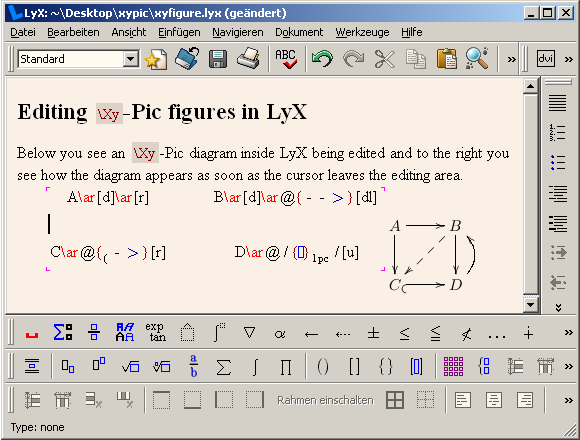 LyX: ~\Desktop\xypic\xyfigure.lyx (geändert)
Datei Bearbeiten Ansicht Einfügen Navigieren Dokument Werkzeuge Hilfe
Standard ABC dvi
Editing \Xy -Pic figures in LyX
Below you see an \Xy -Pic diagram inside LyX being edited and to the right you
see how the diagram appears as soon as the cursor leaves the editing area.
A\ar[d]\ar[r] B\ar[d]\ar@{ - - > }[dl]
A B
C\ar@{( - > }[r] D\ar@ / {▯}1pc / [u]
C D
exp
tan
a
b
Rahmen einschalten
Type: none